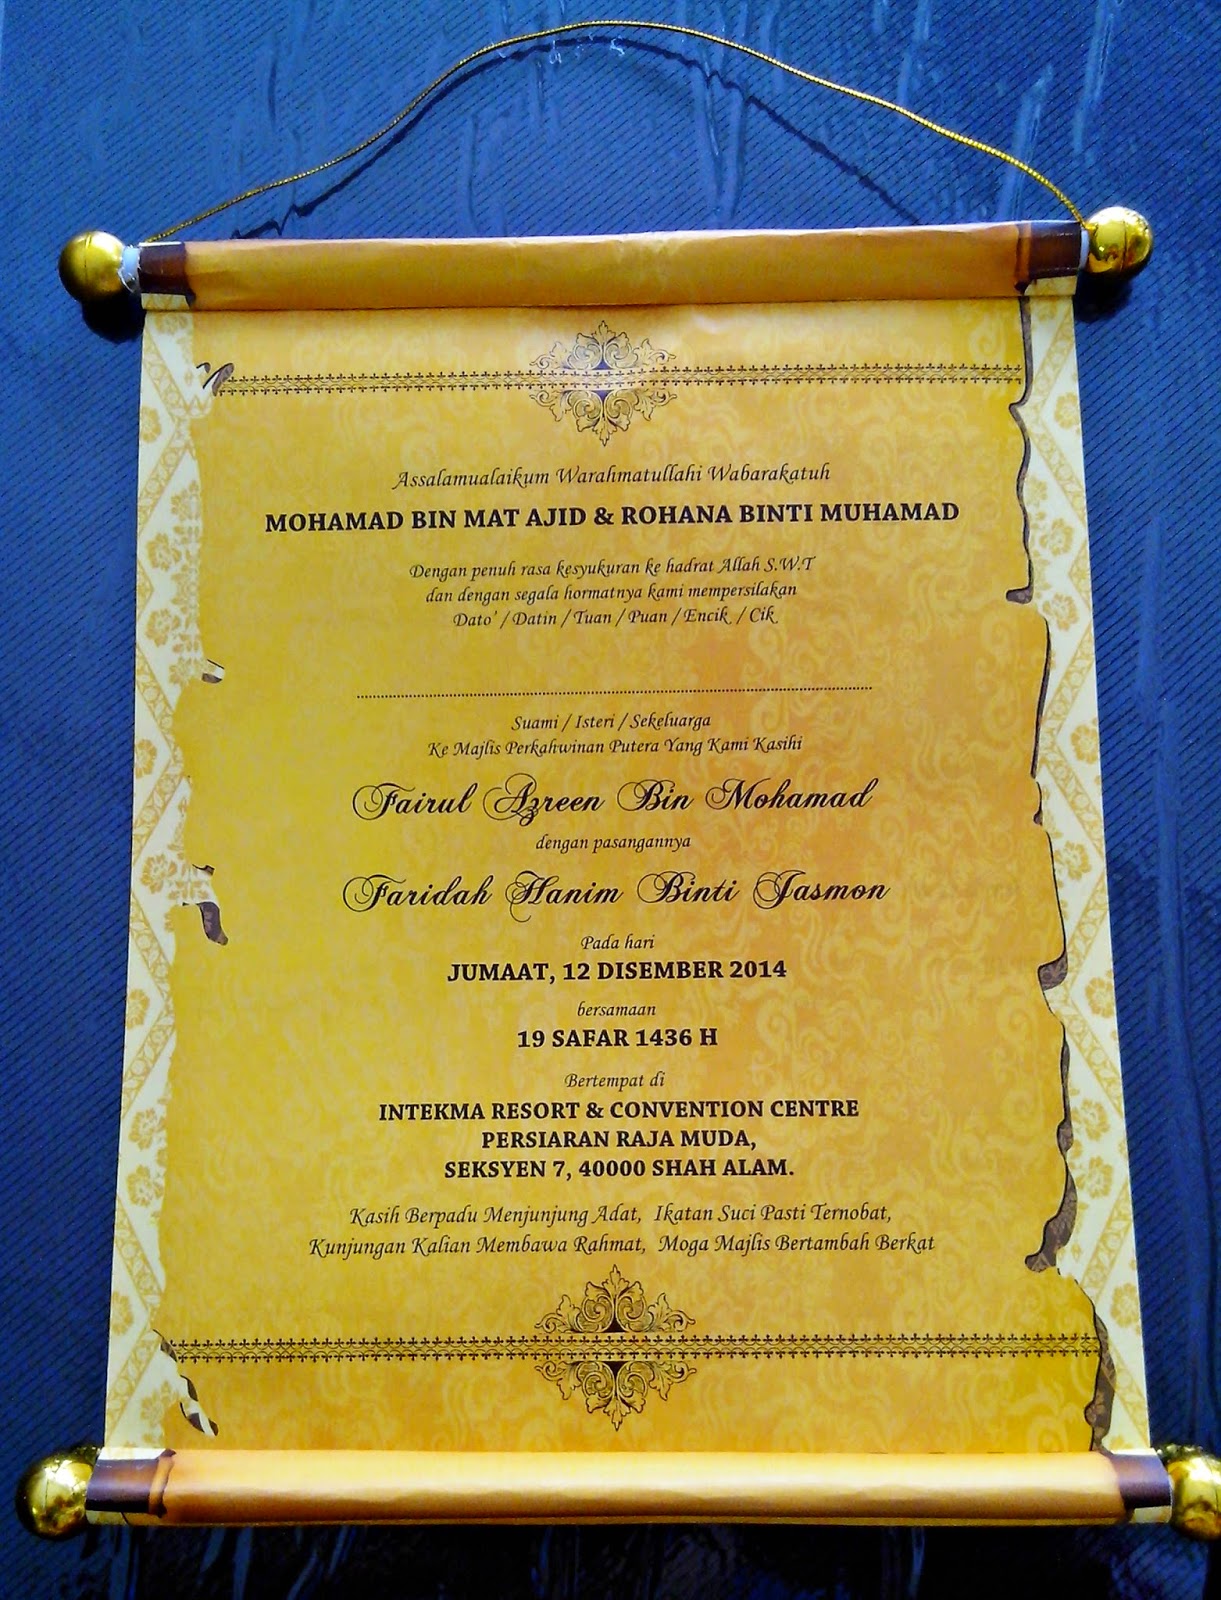 Assalamualaikum Warahmatullahi Wabarakatuh
MOHAMAD BIN MAT AJID & ROHANA BINTI MUHAMAD
Dengan penuh rasa kesyukuran ke hadrat Allah S.W.T
dan dengan segala hormatnya kami mempersilakan
Dato' / Datin / Tuan / Puan / Encik / Cik
Suami / Isteri / Sekeluarga
Ke Majlis Perkahwinan Putera Yang Kami Kasihi
Fairul Azreen Bin Mohamad
dengan pasangannya
Faridah Hanim Binti Jasmon
Pada hari
JUMAAT, 12 DISEMBER 2014
bersamaan
19 SAFAR 1436 H
Bertempat di
INTEKMA RESORT & CONVENTION CENTRE
PERSIARAN RAJA MUDA,
SEKSYEN 7, 40000 SHAH ALAM.
Kasih Berpadu Menjunjung Adat, Ikatan Suci Pasti Ternobat,
Kunjungan Kalian Membawa Rahmat, Moga Majlis Bertambah Berkat